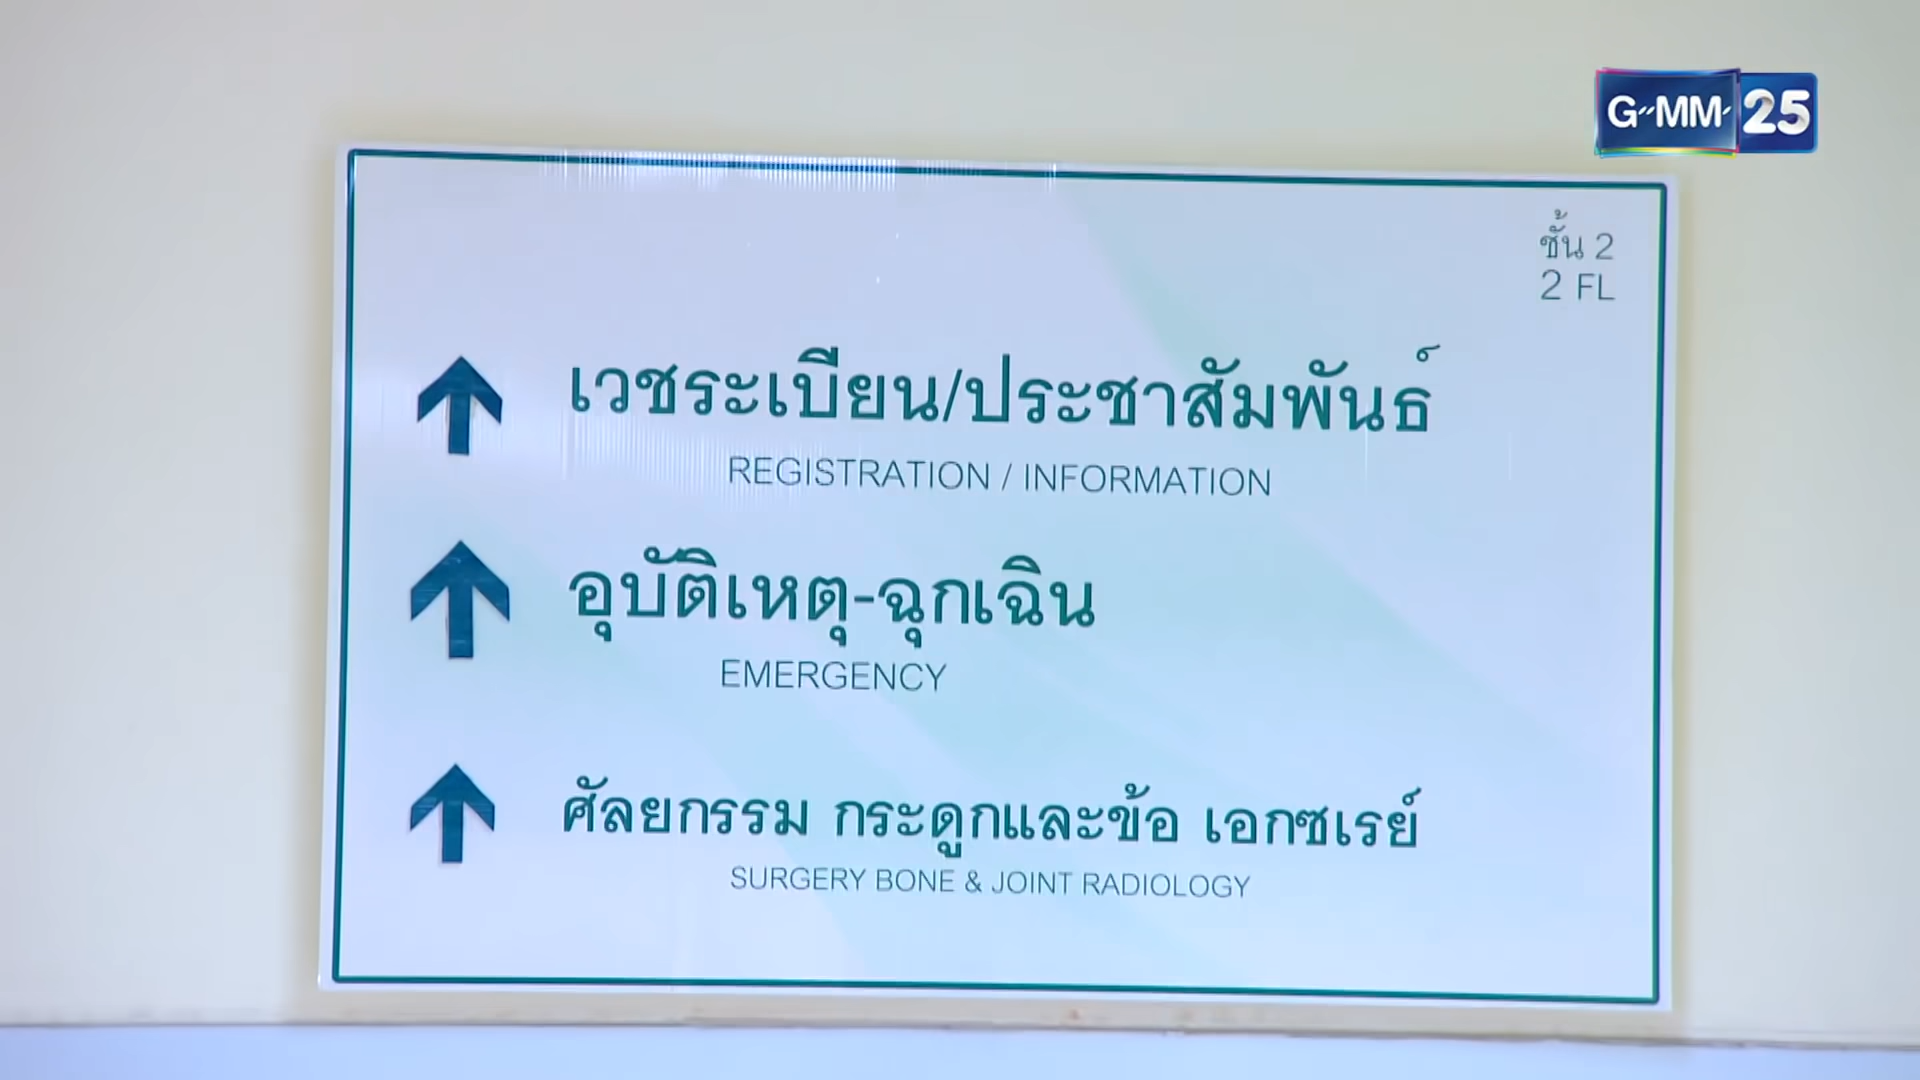 GMM 25
ชั้น 2
2 FL
เวชระเบียน/ประชาสัมพันธ์
REGISTRATION / INFORMATION
อุบัติเหตุ-ฉุกเฉิน
EMERGENCY
ศัลยกรรม กระดูกและข้อ เอกซเรย์
SURGERY BONE & JOINT RADIOLOGY